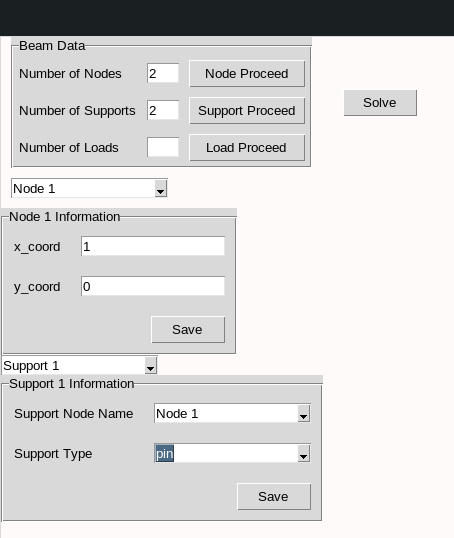 Beam Data
Number of Nodes 2 Node Proceed
Number of Supports 2 Support Proceed
Solve
Number of Loads Load Proceed
Node 1
Node 1 Information
x_coord 1
y_coord 0
Save
Support 1
Support 1 Information
Support Node Name Node 1
Support Type pin
Save